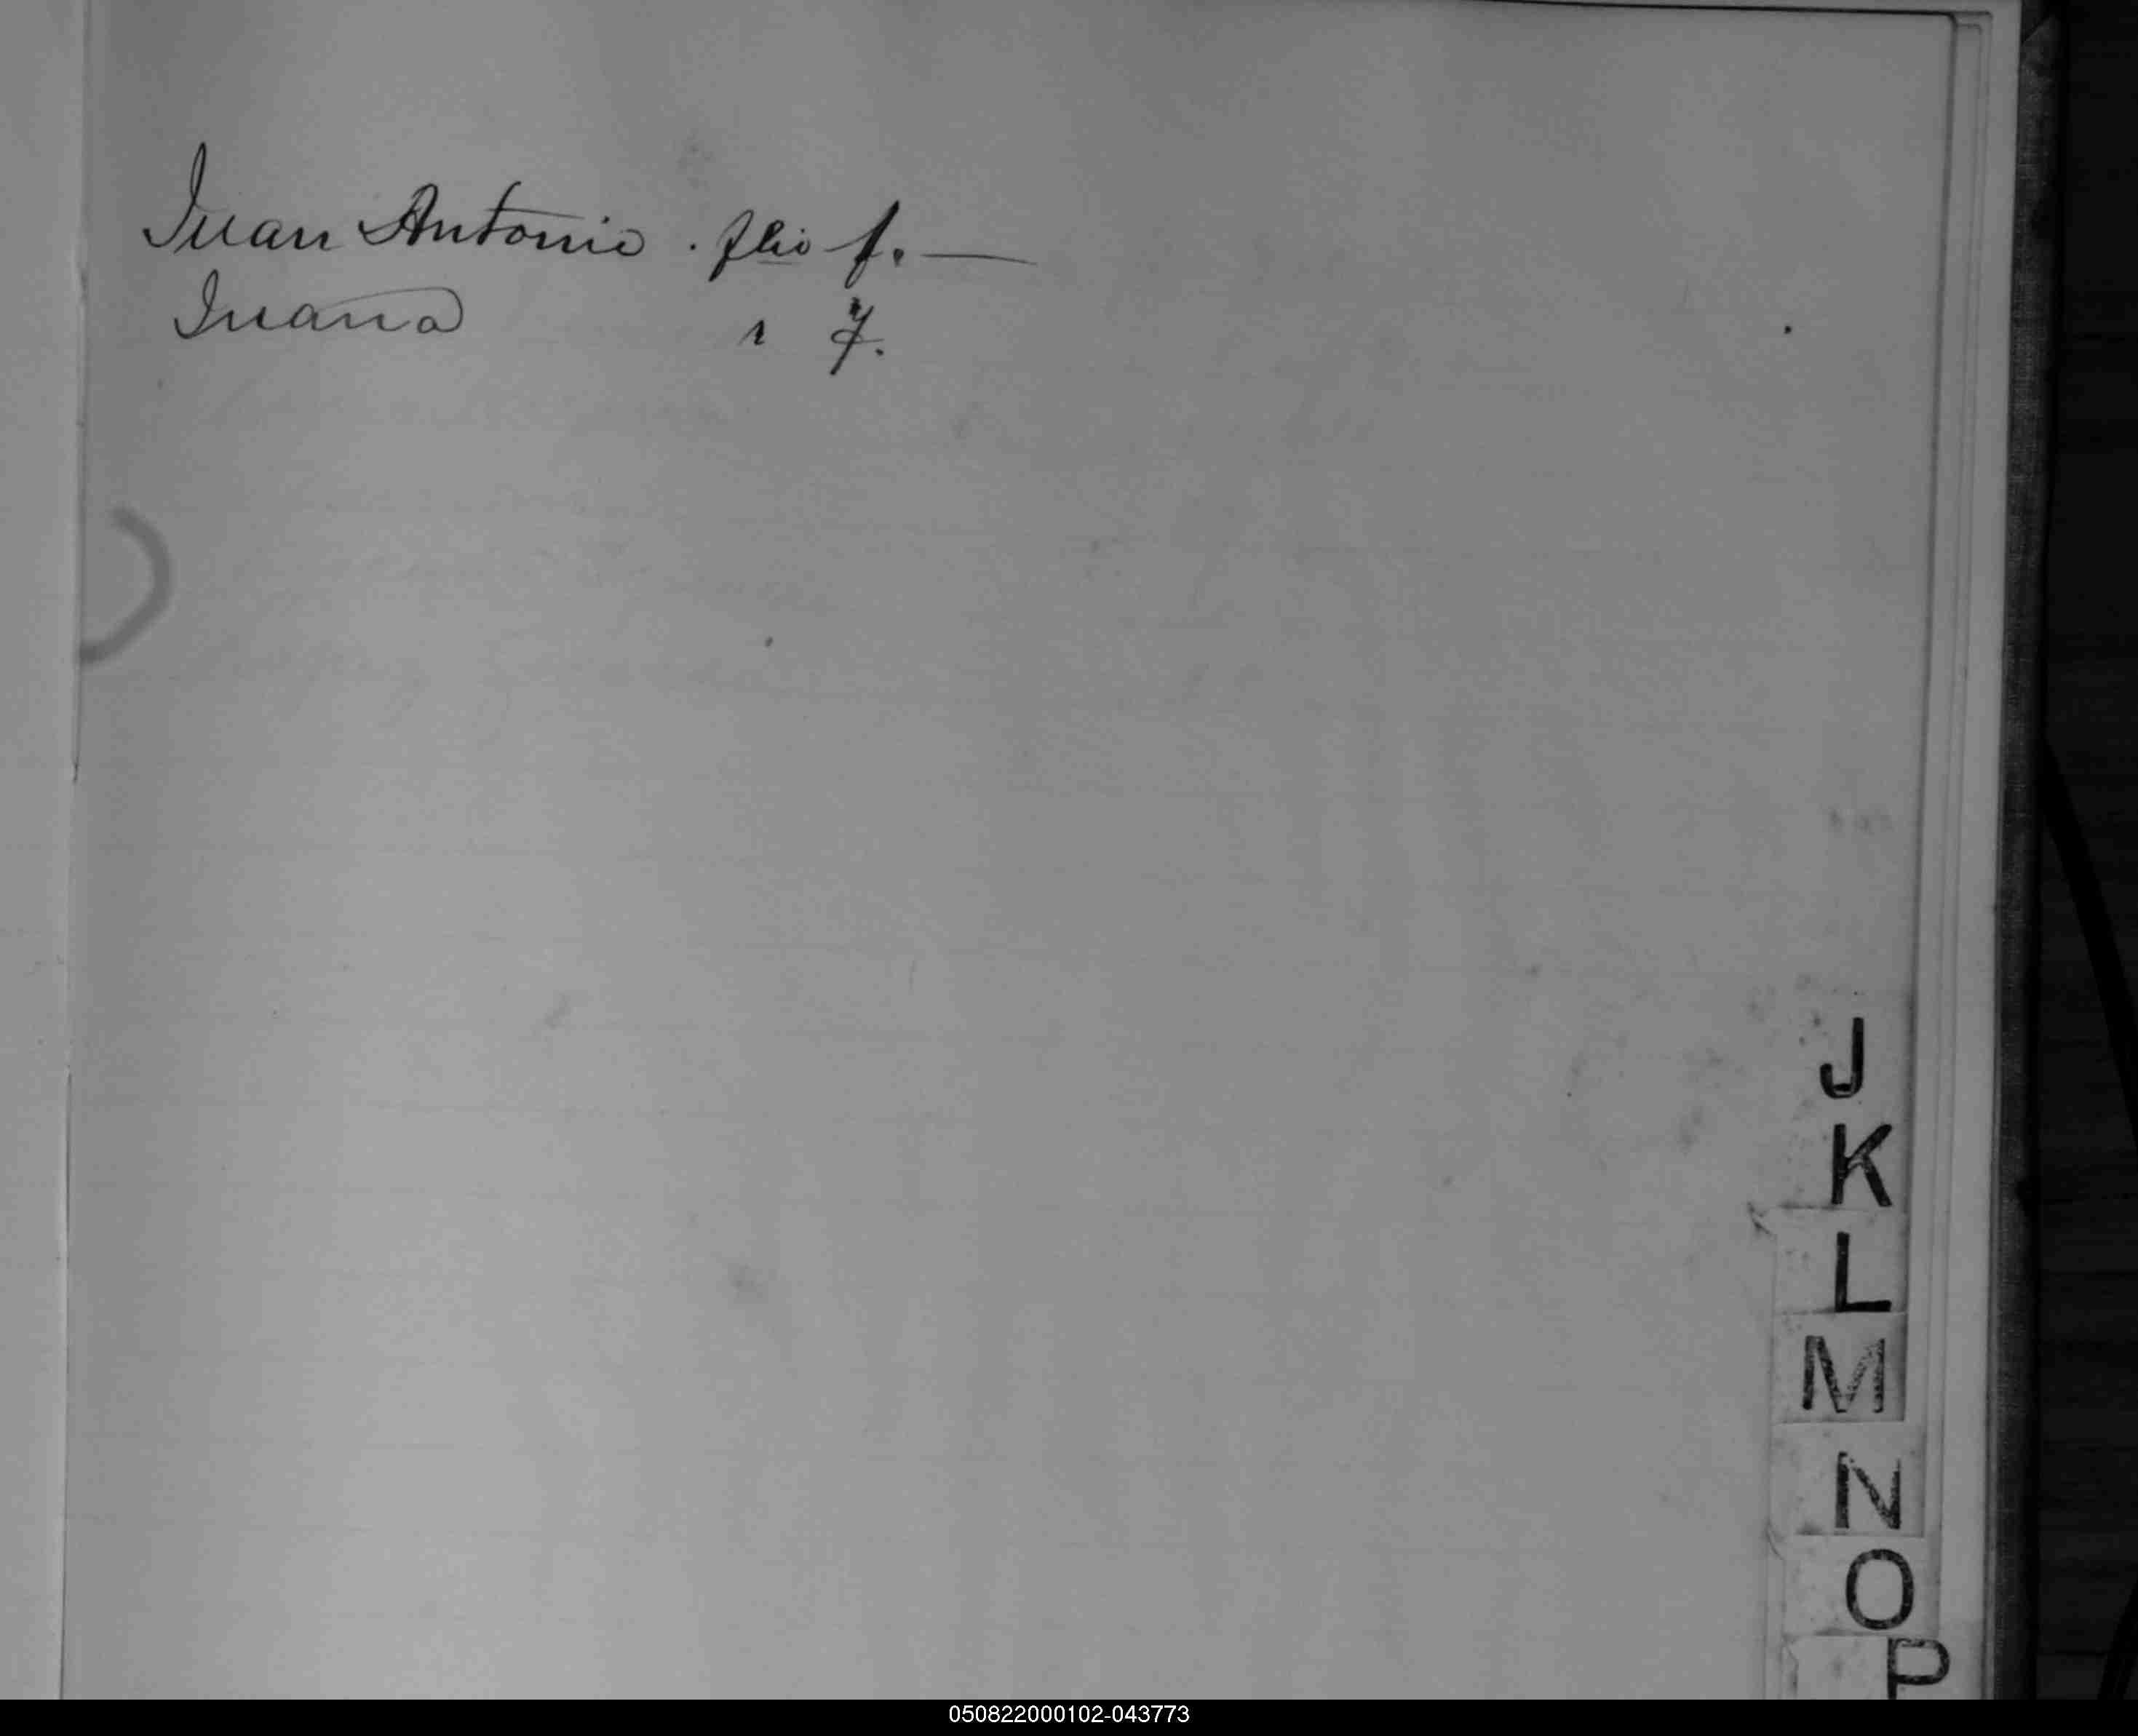 Juan Antonio . flio f. —
Juana 7.
J
K
L
M
N
O
P
050822000102-043773